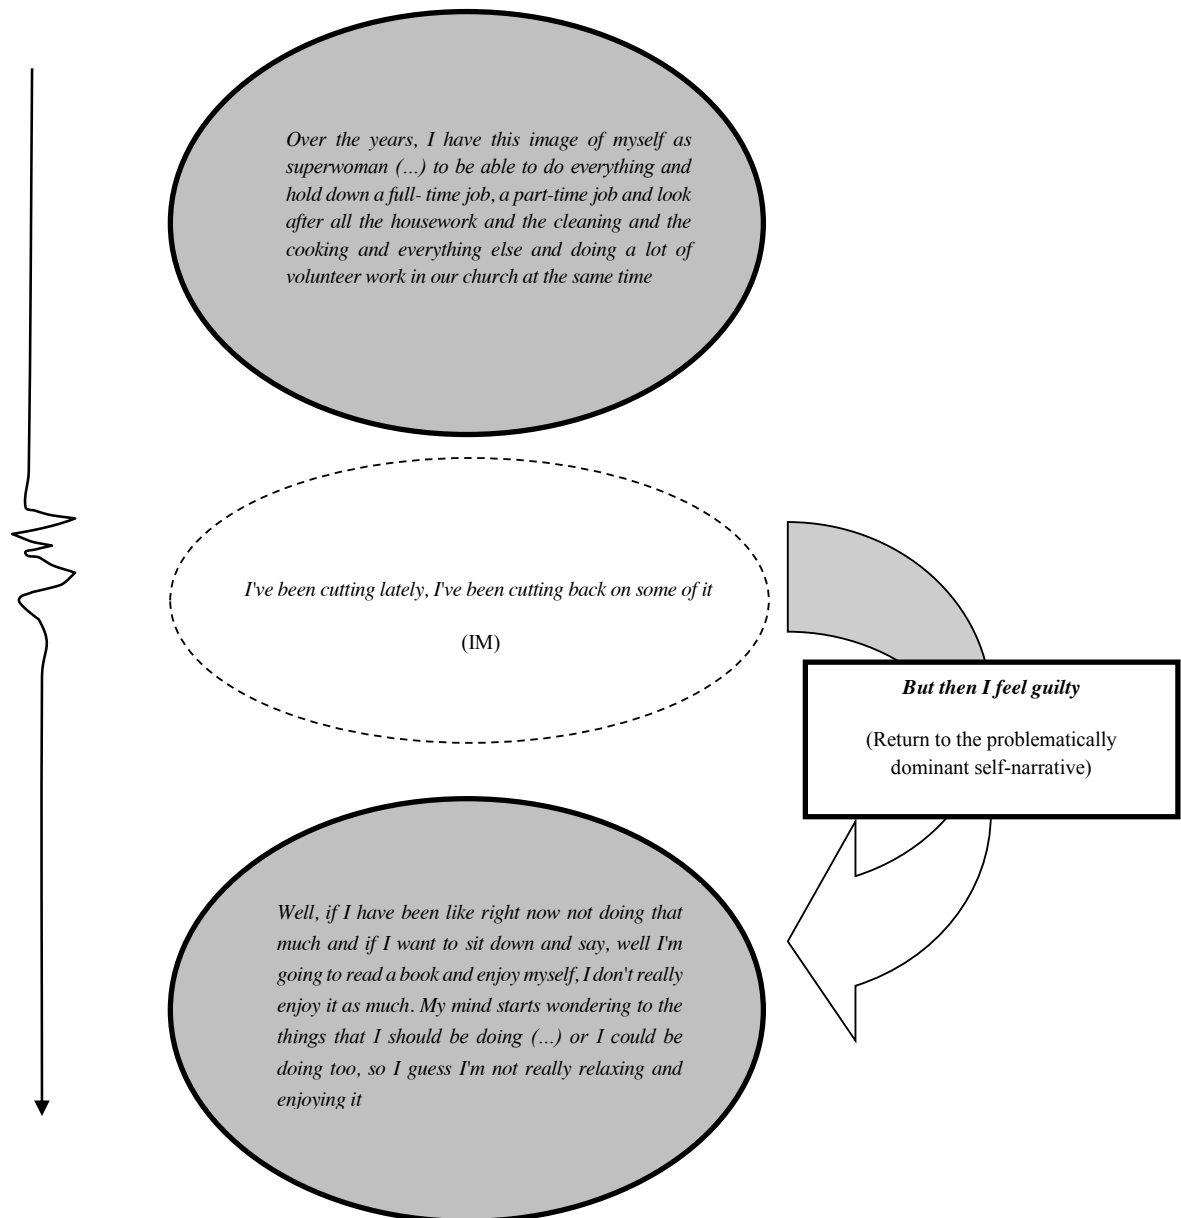 Over the years, I have this image of myself as
superwoman (...) to be able to do everything and
hold down a full- time job, a part-time job and look
after all the housework and the cleaning and the
cooking and everything else and doing a lot of
volunteer work in our church at the same time
I've been cutting lately, I've been cutting back on some of it
(IM)
But then I feel guilty
(Return to the problematically
dominant self-narrative)
Well, if I have been like right now not doing that
much and if I want to sit down and say, well I'm
going to read a book and enjoy myself, I don't really
enjoy it as much. My mind starts wondering to the
things that I should be doing (...) or I could be
doing too, so I guess I'm not really relaxing and
enjoying it